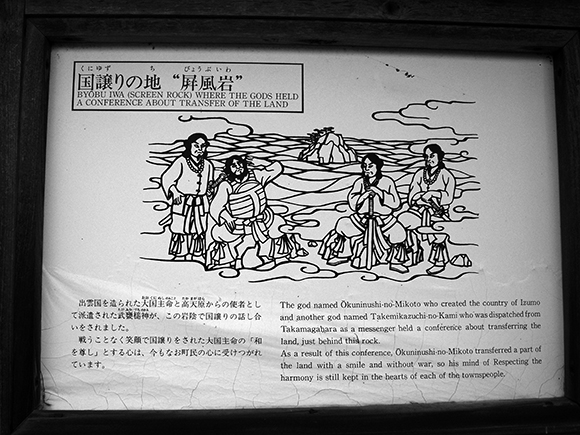 くにゆず ち びょうぶいわ
国譲りの地 “屛風岩”
BYŌBU IWA (SCREEN ROCK) WHERE THE GODS HELD
A CONFERENCE ABOUT TRANSFER OF THE LAND
出雲国を造られた大国主命と高天原からの使者とし
て派遣された武甕槌神が、この岩陰で国譲りの話し合
いをされました。
戦うことなく笑顔で国譲りをされた大国主命の「和
を尊し」とする心は、今もなお町民の心に受けつがれ
ています。
The god named Ōkuninushi-no-Mikoto who created the country of Izumo
and another god named Takemikazuchi-no-Kami who was dispatched from
Takamagahara as a messenger held a conference about transferring the
land, just behind this rock.
As a result of this conference, Ōkuninushi-no-Mikoto transferred a part of
the land with a smile and without war, so his mind of Respecting the
harmony is still kept in the hearts of each of the townspeople.